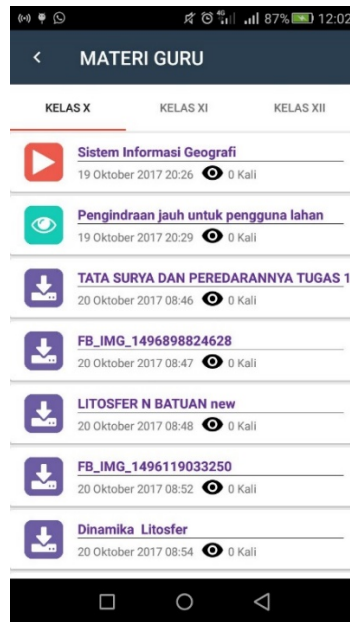 4G 87% 12:02
MATERI GURU
KELAS X KELAS XI KELAS XII
Sistem Informasi Geografi
19 Oktober 2017 20:26 0 Kali
Pengindraan jauh untuk pengguna lahan
19 Oktober 2017 20:29 0 Kali
TATA SURYA DAN PEREDARANNYA TUGAS 1
20 Oktober 2017 08:46 0 Kali
FB_IMG_1496898824628
20 Oktober 2017 08:47 0 Kali
LITOSFER N BATUAN new
20 Oktober 2017 08:48 0 Kali
FB_IMG_1496119033250
20 Oktober 2017 08:52 0 Kali
Dinamika Litosfer
20 Oktober 2017 08:54 0 Kali